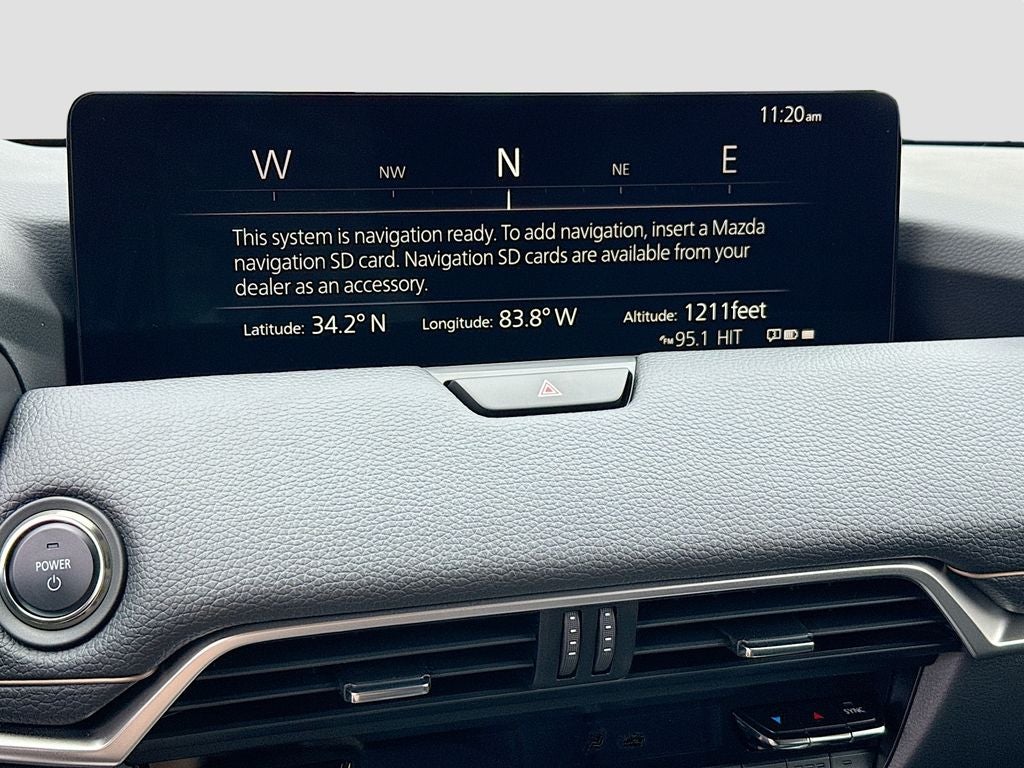 11:20am
W NW N NE E
This system is navigation ready. To add navigation, insert a Mazda
navigation SD card. Navigation SD cards are available from your
dealer as an accessory.
Latitude: 34.2° N Longitude: 83.8° W Altitude: 1211feet
FM 95.1 HIT
POWER
SYNC